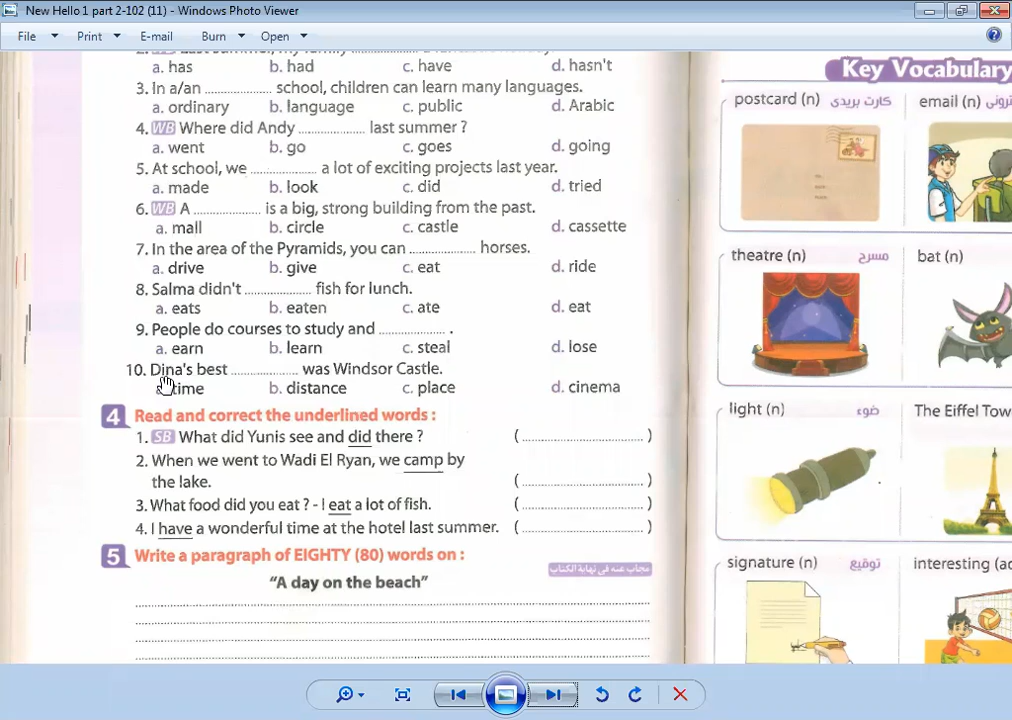 New Hello 1 part 2-102 (11) - Windows Photo Viewer
File Print E-mail Burn Open
a. has b. had c. have d. hasn't
3. In a/an .................... school, children can learn many languages.
a. ordinary b. language c. public d. Arabic
4. WB Where did Andy .................... last summer ?
a. went b. go c. goes d. going
5. At school, we .................... a lot of exciting projects last year.
a. made b. look c. did d. tried
6. WB A .................... is a big, strong building from the past.
a. mall b. circle c. castle d. cassette
7. In the area of the Pyramids, you can .................... horses.
a. drive b. give c. eat d. ride
8. Salma didn't .................... fish for lunch.
a. eats b. eaten c. ate d. eat
9. People do courses to study and .................... .
a. earn b. learn c. steal d. lose
10. Dina's best .................... was Windsor Castle.
a. time b. distance c. place d. cinema
4 Read and correct the underlined words :
1. SB What did Yunis see and did there ? (....................)
2. When we went to Wadi El Ryan, we camp by
the lake. (....................)
3. What food did you eat ? - I eat a lot of fish. (....................)
4. I have a wonderful time at the hotel last summer. (....................)
5 Write a paragraph of EIGHTY (80) words on :
مجاب عنه في نهاية الكتاب
"A day on the beach"
Key Vocabulary
postcard (n) كارت بريدى email (n)
theatre (n) مسرح bat (n)
light (n) ضوء The Eiffel Tow
signature (n) توقيع interesting (ad